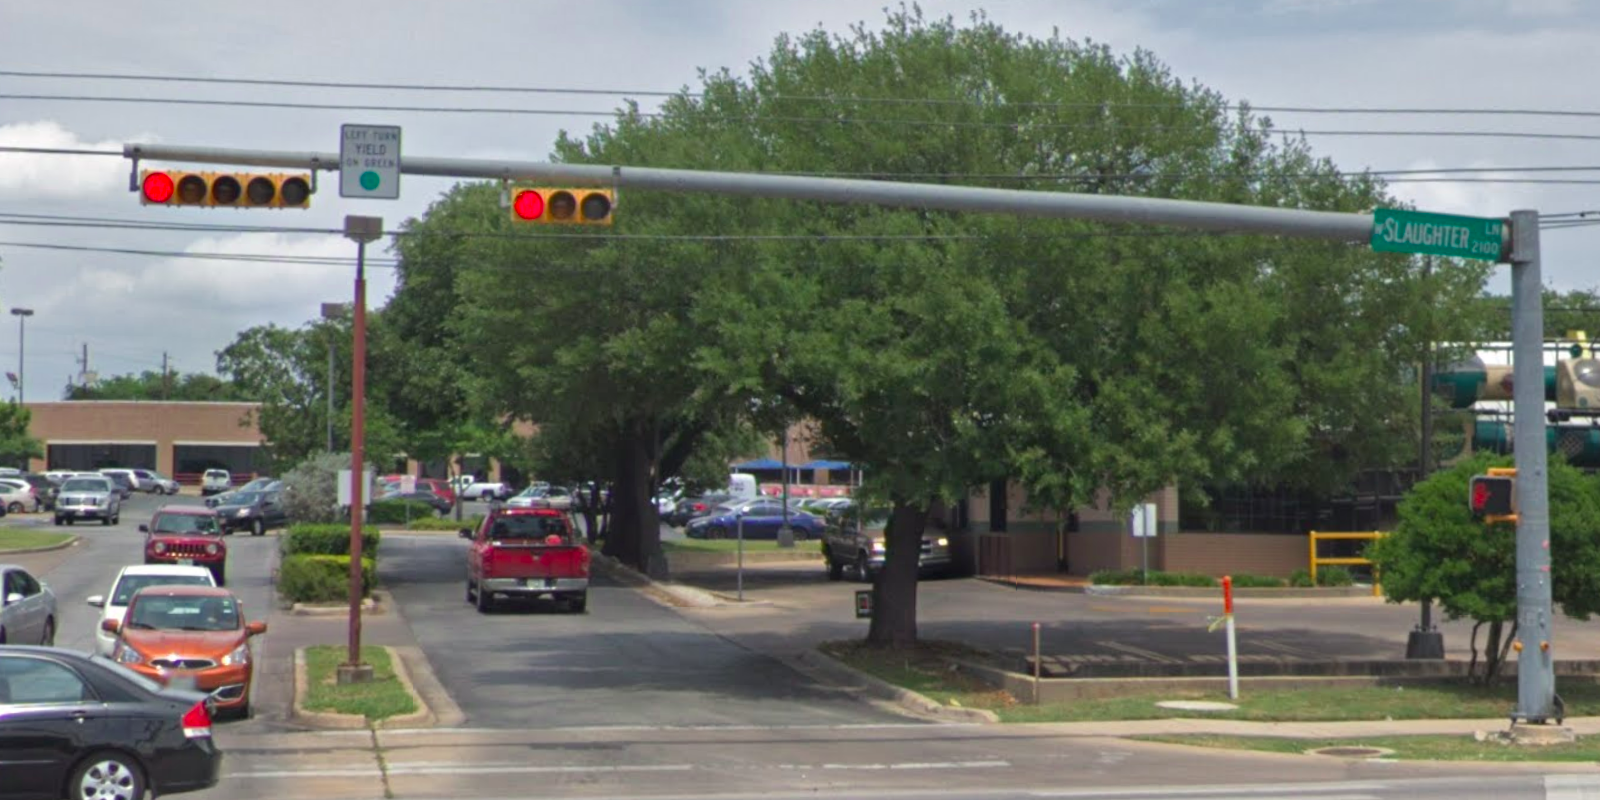 LEFT TURN
YIELD
ON GREEN
W SLAUGHTER LN
2100